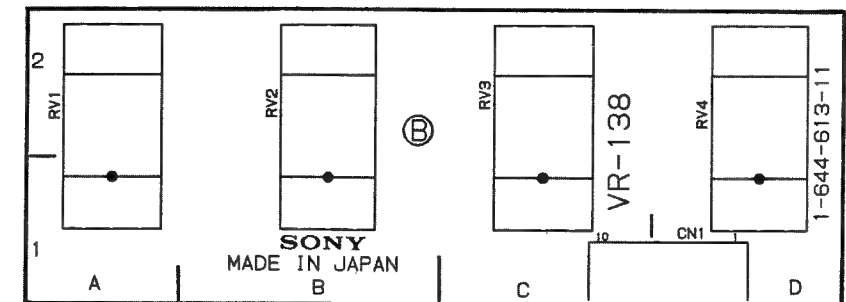 2
RV1
RV2
B
RV3
VR-138
RV4
1-644-613-11
1
SONY
MADE IN JAPAN
10
CN1
1
A
B
C
D